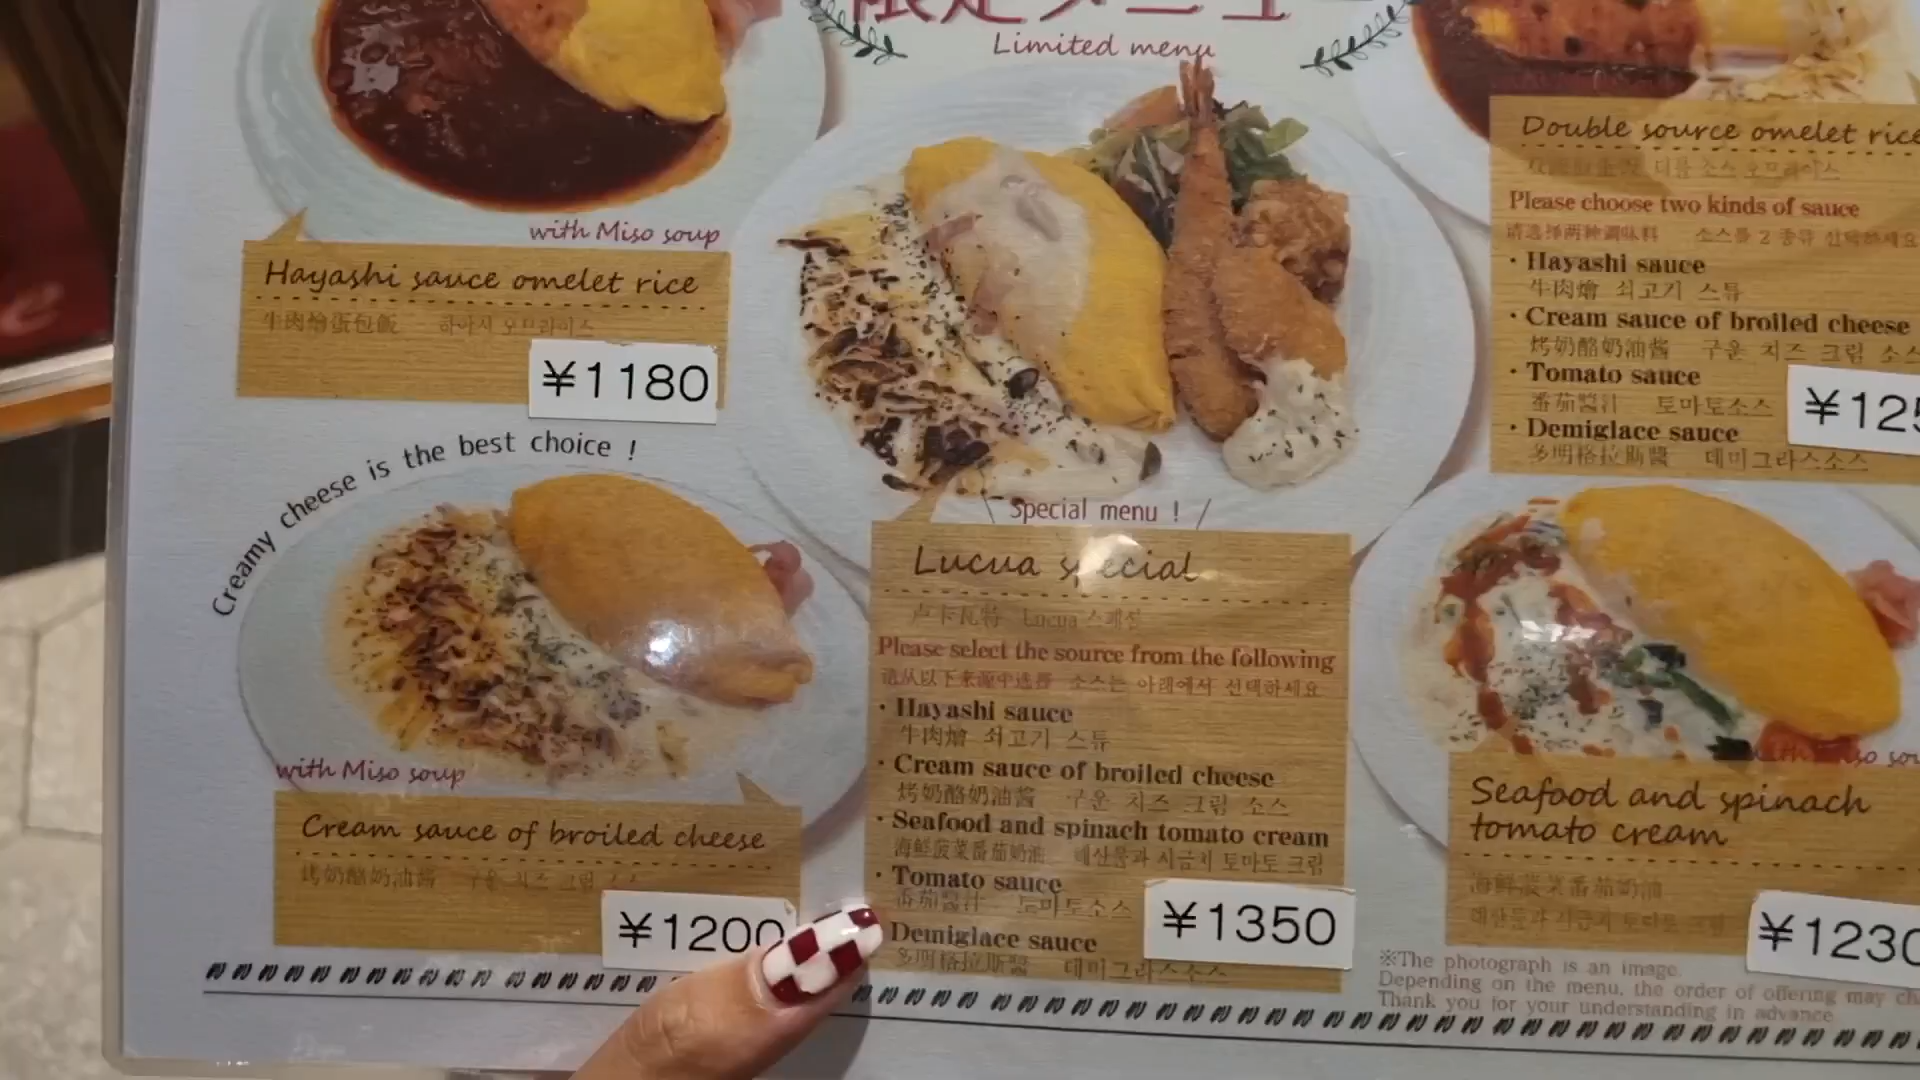 限定メニュー
Limited menu
with Miso soup
Hayashi sauce omelet rice
牛肉燴蛋包飯 하야시 오므라이스
¥1180
Creamy cheese is the best choice !
with Miso soup
Cream sauce of broiled cheese
烤奶酪奶油酱 구운 치즈 크림 소스
¥1200
Special menu !
Lucua special
卢卡瓦特 Lucua 스페셜
Please select the source from the following
请从以下来源中选择 소스는 아래에서 선택하세요
・Hayashi sauce
牛肉燴 쇠고기 스튜
・Cream sauce of broiled cheese
烤奶酪奶油酱 구운 치즈 크림 소스
・Seafood and spinach tomato cream
海鲜菠菜番茄奶油 해산물과 시금치 토마토 크림
・Tomato sauce
番茄醬汁 토마토소스
Demiglace sauce
多明格拉斯醬 데미그라스소스
¥1350
Double source omelet rice
더블 소스 오므라이스
Please choose two kinds of sauce
请选择两种调味料 소스를 2 종류 선택하세요
・Hayashi sauce
牛肉燴 쇠고기 스튜
・Cream sauce of broiled cheese
烤奶酪奶油酱 구운 치즈 크림 소스
・Tomato sauce
番茄醬汁 토마토소스
・Demiglace sauce
多明格拉斯醬 데미그라스소스
¥125
Miso sou
Seafood and spinach
tomato cream
海鲜菠菜番茄奶油
해산물과 시금치 토마토 크림
¥1230
※The photograph is an image.
Depending on the menu, the order of offering may ch
Thank you for your understanding in advance.